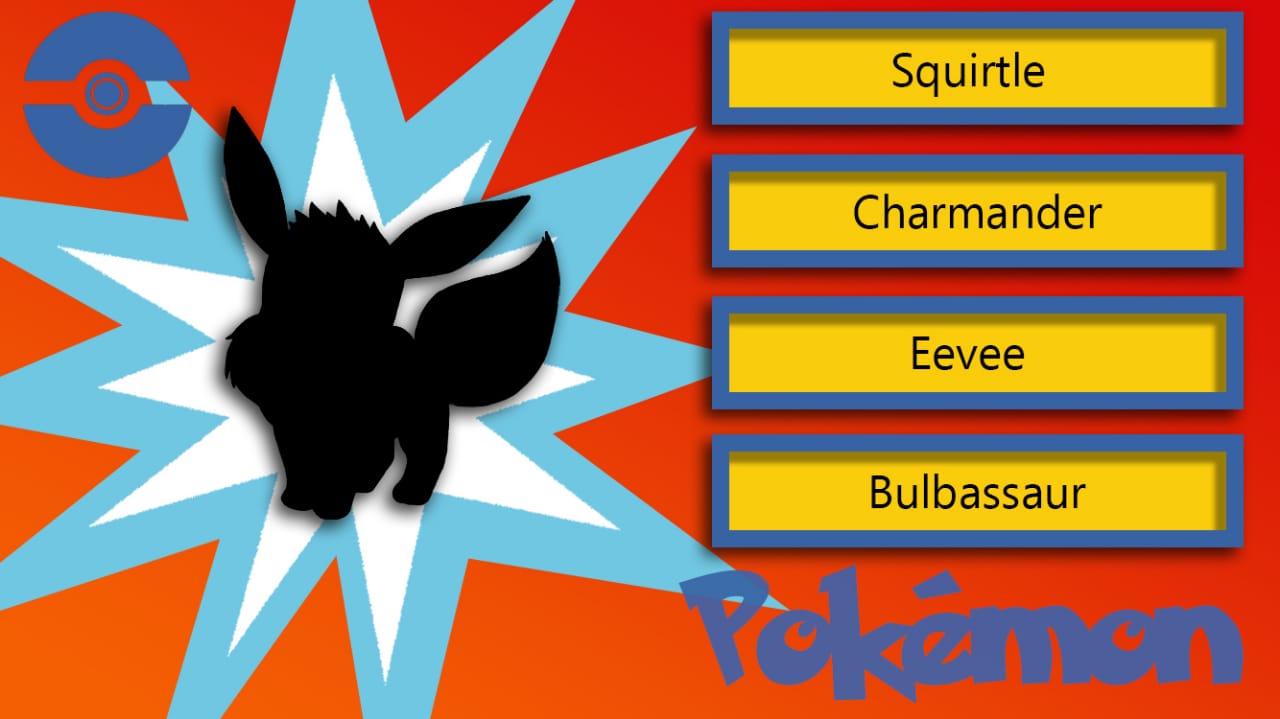 Squirtle
Charmander
Eevee
Bulbassaur
Pokémon